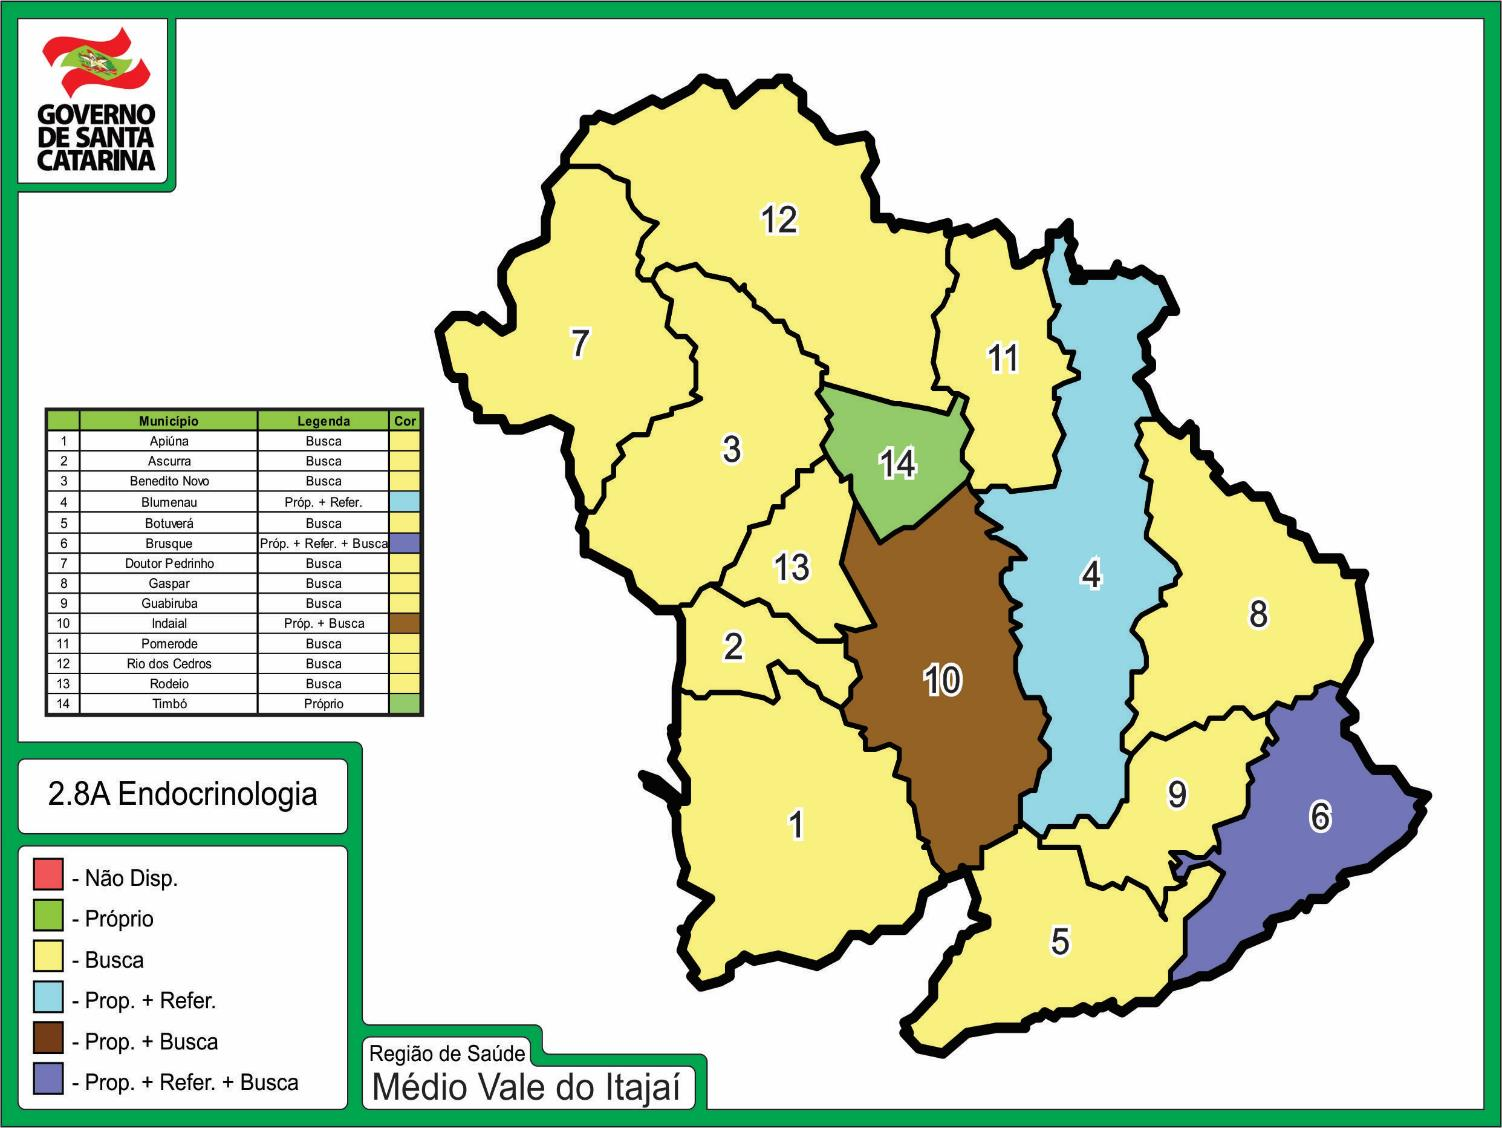 GOVERNO
DE SANTA
CATARINA
12
7
11
3
14
13
4
8
2
10
9
6
1
5
Município Legenda Cor
1 Apiúna Busca
2 Ascurra Busca
3 Benedito Novo Busca
4 Blumenau Próp. + Refer.
5 Botuverá Busca
6 Brusque Próp. + Refer. + Busca
7 Doutor Pedrinho Busca
8 Gaspar Busca
9 Guabiruba Busca
10 Indaial Próp. + Busca
11 Pomerode Busca
12 Rio dos Cedros Busca
13 Rodeio Busca
14 Timbó Próprio
2.8A Endocrinologia
- Não Disp.
- Próprio
- Busca
- Prop. + Refer.
- Prop. + Busca
- Prop. + Refer. + Busca
Região de Saúde
Médio Vale do Itajaí